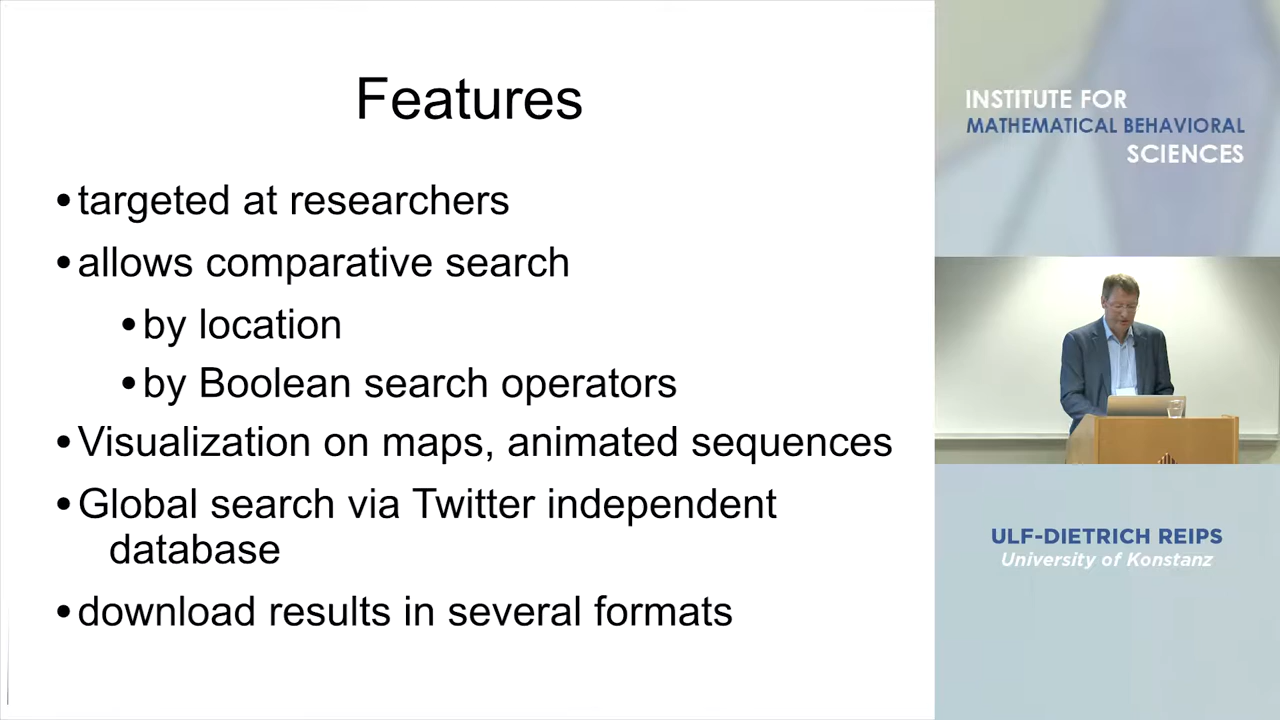 Features
•targeted at researchers
•allows comparative search
•by location
•by Boolean search operators
•Visualization on maps, animated sequences
•Global search via Twitter independent
database
•download results in several formats
INSTITUTE FOR
MATHEMATICAL BEHAVIORAL
SCIENCES
ULF-DIETRICH REIPS
University of Konstanz